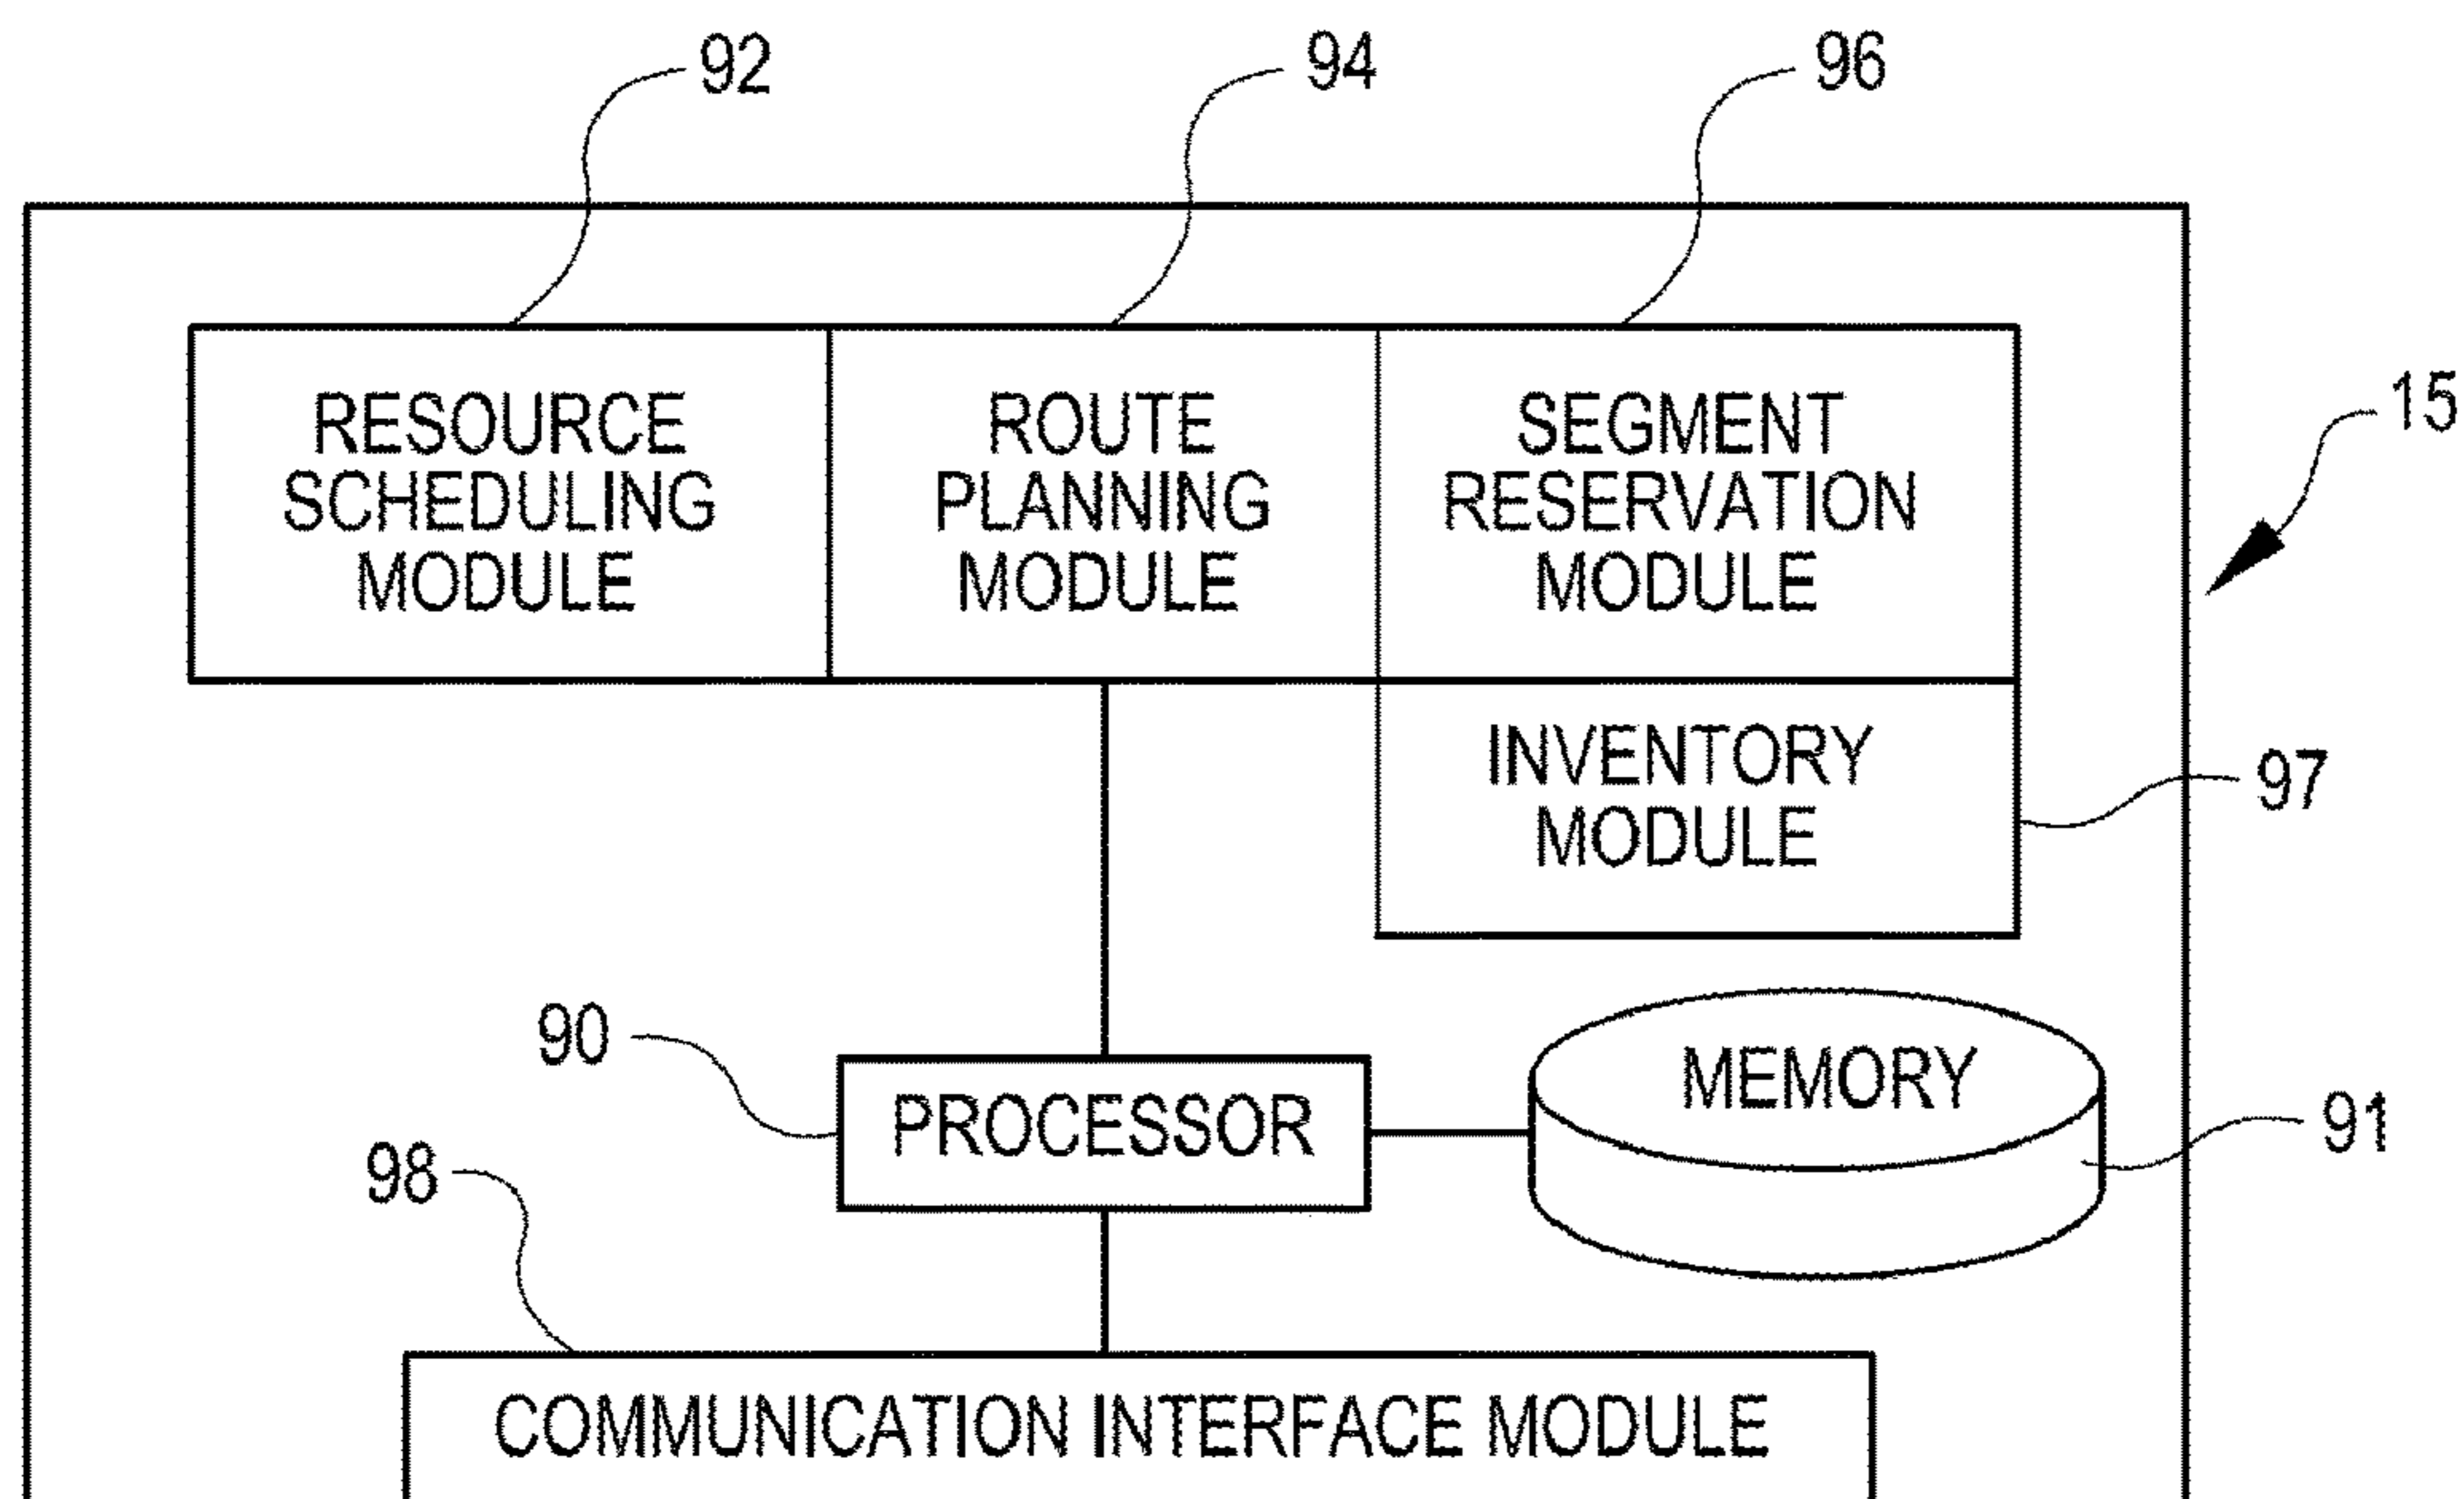 92
94
96
RESOURCE
SCHEDULING
MODULE
ROUTE
PLANNING
MODULE
SEGMENT
RESERVATION
MODULE
15
INVENTORY
MODULE
97
90
PROCESSOR
MEMORY
91
98
COMMUNICATION INTERFACE MODULE